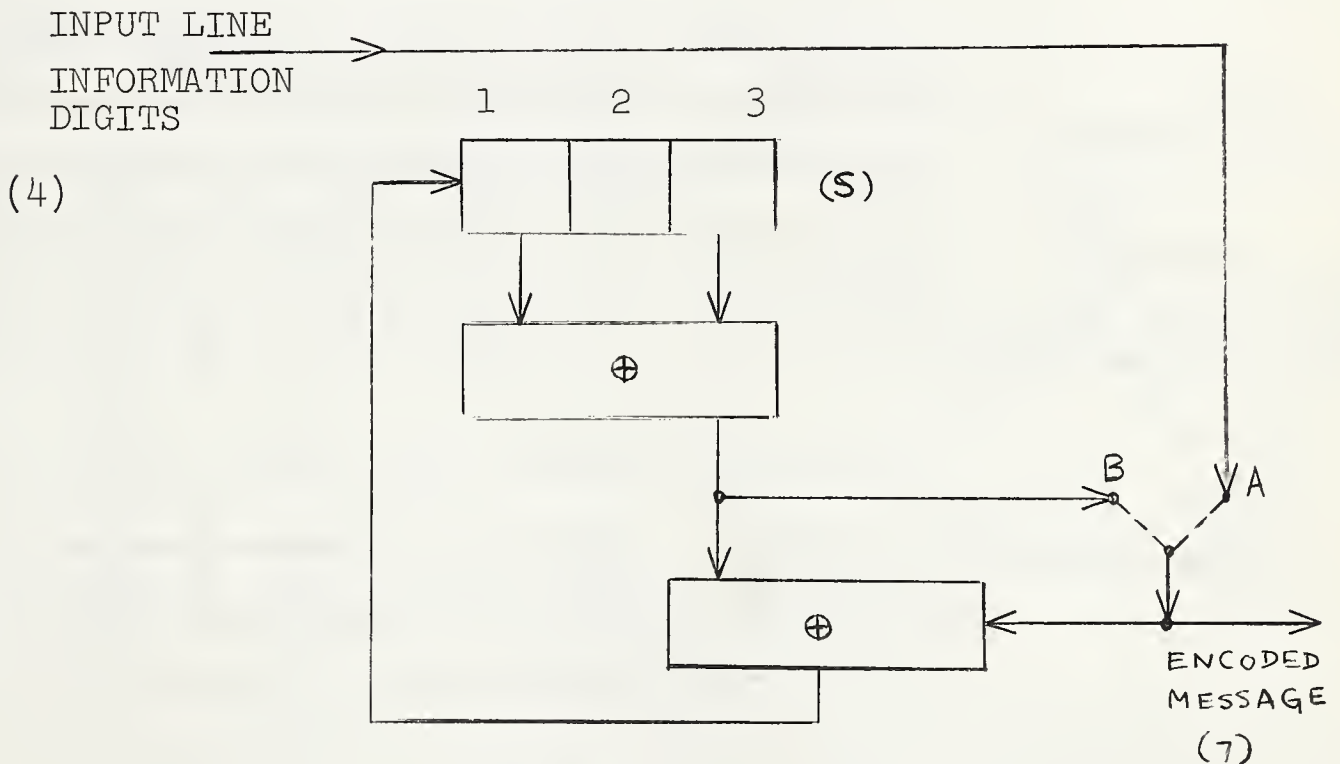 INPUT LINE
INFORMATION
DIGITS
1 2 3
(4)
(S)
⊕
B
A
⊕
ENCODED
MESSAGE
(7)